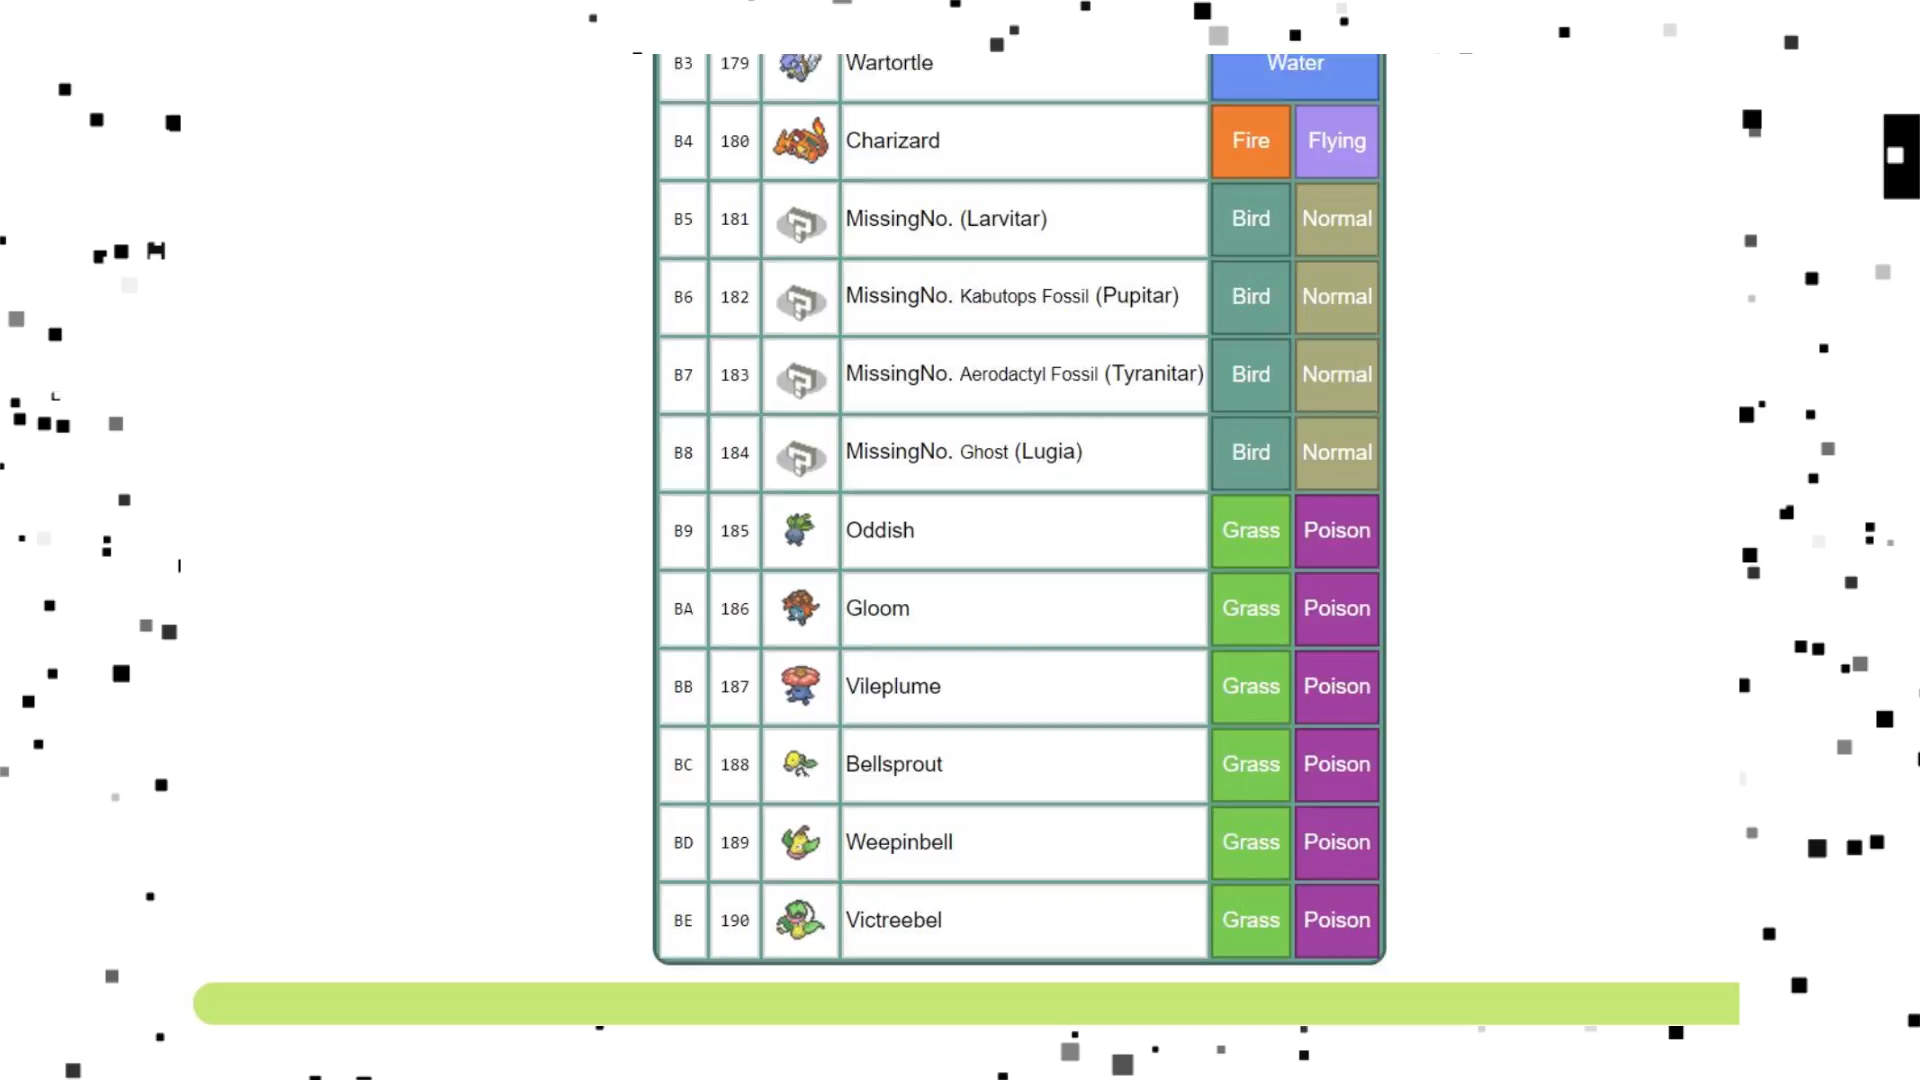 B3 179 Wartortle Water
B4 180 Charizard Fire Flying
B5 181 MissingNo. (Larvitar) Bird Normal
B6 182 MissingNo. Kabutops Fossil (Pupitar) Bird Normal
B7 183 MissingNo. Aerodactyl Fossil (Tyranitar) Bird Normal
B8 184 MissingNo. Ghost (Lugia) Bird Normal
B9 185 Oddish Grass Poison
BA 186 Gloom Grass Poison
BB 187 Vileplume Grass Poison
BC 188 Bellsprout Grass Poison
BD 189 Weepinbell Grass Poison
BE 190 Victreebel Grass Poison